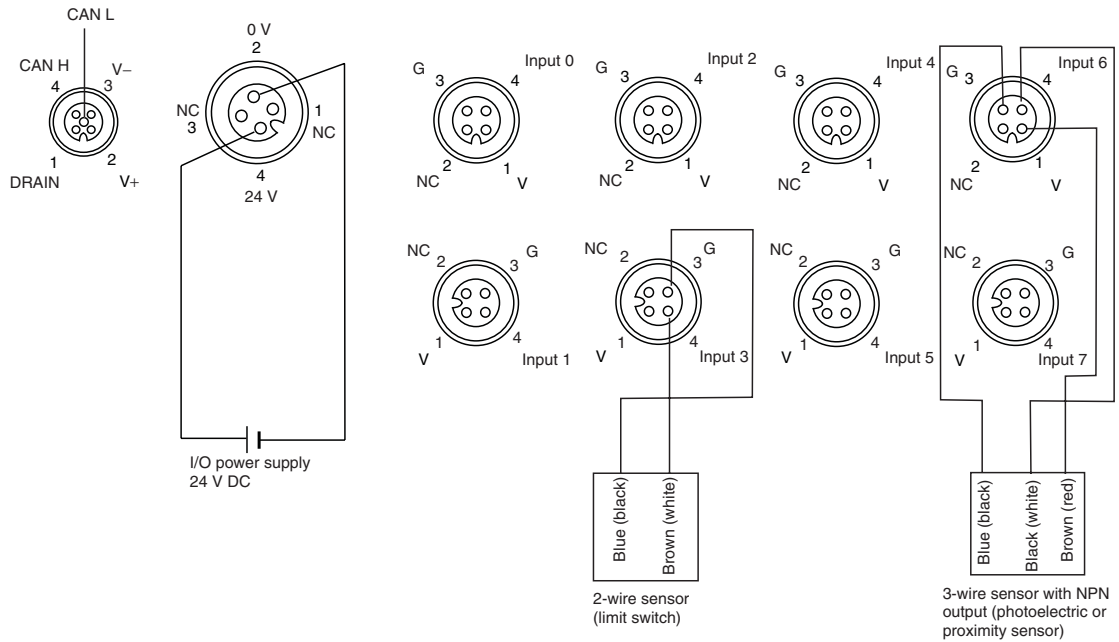 CAN L
CAN H
4
3
V−
1
2
DRAIN
V+
0 V
2
NC
3
1
NC
4
24 V
I/O power supply
24 V DC
G
3
4
Input 0
2
NC
1
V
G
3
4
Input 2
2
NC
1
V
G
3
4
Input 4
2
NC
1
V
G
3
4
Input 6
2
NC
1
V
NC
2
3
G
1
V
4
Input 1
NC
2
3
G
1
V
4
Input 3
NC
2
3
G
1
V
4
Input 5
NC
2
3
G
1
V
4
Input 7
Blue (black)
Brown (white)
2-wire sensor
(limit switch)
Blue (black)
Black (white)
Brown (red)
3-wire sensor with NPN
output (photoelectric or
proximity sensor)